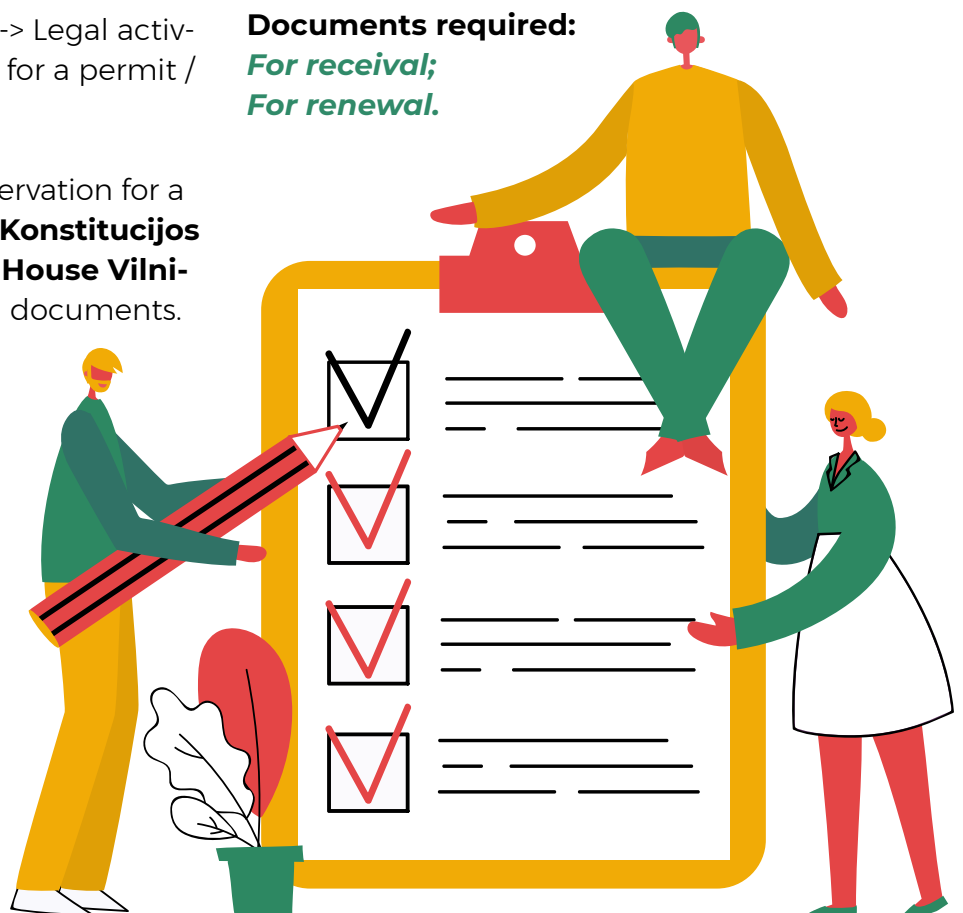 -> Legal activ-
for a permit /
ervation for a
Konstitucijos
House Vilni-
documents.
Documents required:
For receival;
For renewal.